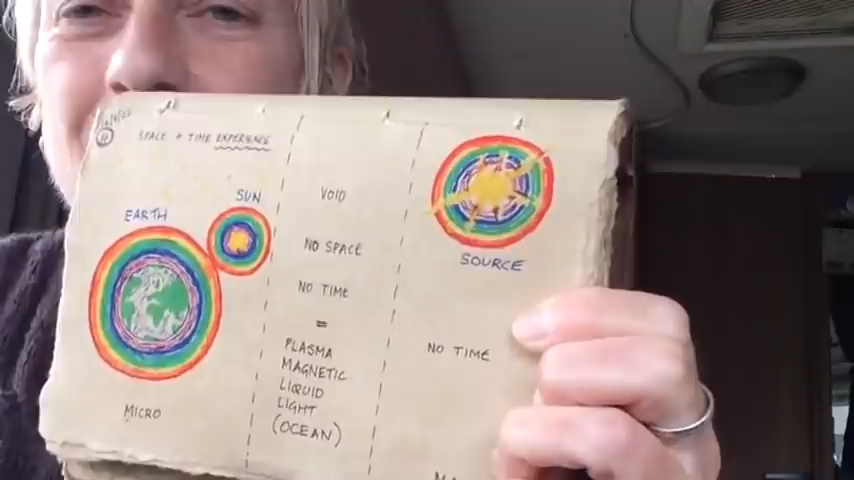 SPACE + TIME EXPERIENCE
EARTH
SUN
MICRO
VOID
NO SPACE
NO TIME
=
PLASMA
MAGNETIC
LIQUID
LIGHT
(OCEAN)
SOURCE
NO TIME